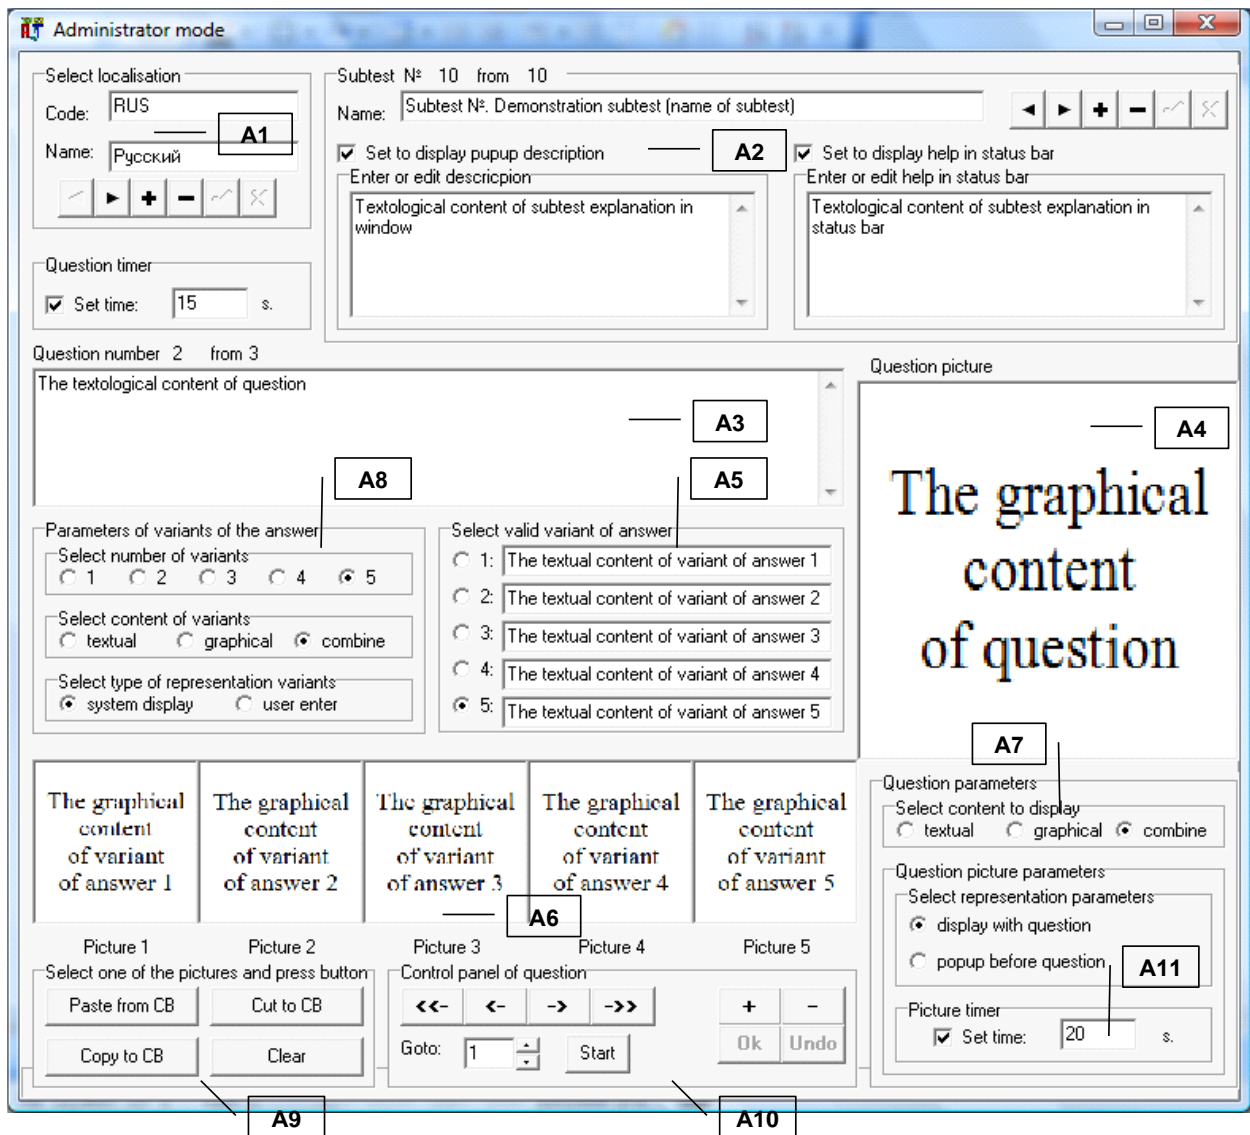 Administrator mode
Select localisation
Code: RUS
A1
Name: Русский
Question timer
Set time: 15 s.
Subtest № 10 from 10
Name: Subtest №. Demonstration subtest (name of subtest)
Set to display pupup description
A2
Set to display help in status bar
Enter or edit descricpion
Textological content of subtest explanation in
window
Enter or edit help in status bar
Textological content of subtest explanation in
status bar
Question number 2 from 3
The textological content of question
A3
Question picture
A4
The graphical
content
of question
A8
A5
Parameters of variants of the answer
Select number of variants
1 2 3 4 5
Select content of variants
textual graphical combine
Select type of representation variants
system display user enter
Select valid variant of answer
1: The textual content of variant of answer 1
2: The textual content of variant of answer 2
3: The textual content of variant of answer 3
4: The textual content of variant of answer 4
5: The textual content of variant of answer 5
A7
The graphical
content
of variant
of answer 1
The graphical
content
of variant
of answer 2
The graphical
content
of variant
of answer 3
The graphical
content
of variant
of answer 4
The graphical
content
of variant
of answer 5
A6
Picture 1 Picture 2 Picture 3 Picture 4 Picture 5
Question parameters
Select content to display
textual graphical combine
Question picture parameters
Select representation parameters
display with question
popup before question
A11
Picture timer
Set time: 20 s.
Select one of the pictures and press button
Paste from CB Cut to CB
Copy to CB Clear
A9
Control panel of question
<<- <- -> ->> + -
Goto: 1 Start Ok Undo
A10